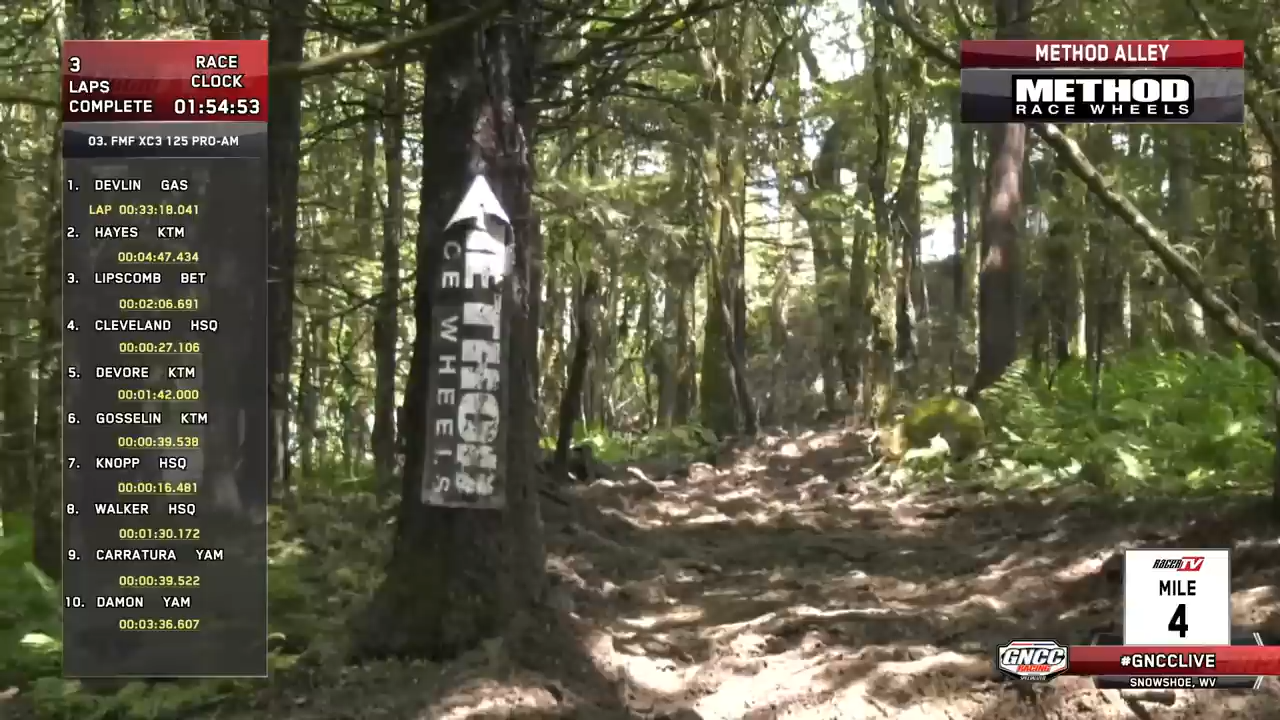 3
LAPS
COMPLETE
RACE
CLOCK
01:54:53
03. FMF XC3 125 PRO-AM
1. DEVLIN GAS
LAP 00:33:18.041
2. HAYES KTM
00:04:47.434
3. LIPSCOMB BET
00:02:06.691
4. CLEVELAND HSQ
00:00:27.106
5. DEVORE KTM
00:01:42.000
6. GOSSELIN KTM
00:00:39.538
7. KNOPP HSQ
00:00:16.481
8. WALKER HSQ
00:01:30.172
9. CARRATURA YAM
00:00:39.522
10. DAMON YAM
00:03:36.607
METHOD
CE WHEELS
METHOD ALLEY
METHOD
RACE WHEELS
RACER TV
MILE
4
GNCC
RACING
SPECIALIZED
#GNCCLIVE
SNOWSHOE, WV